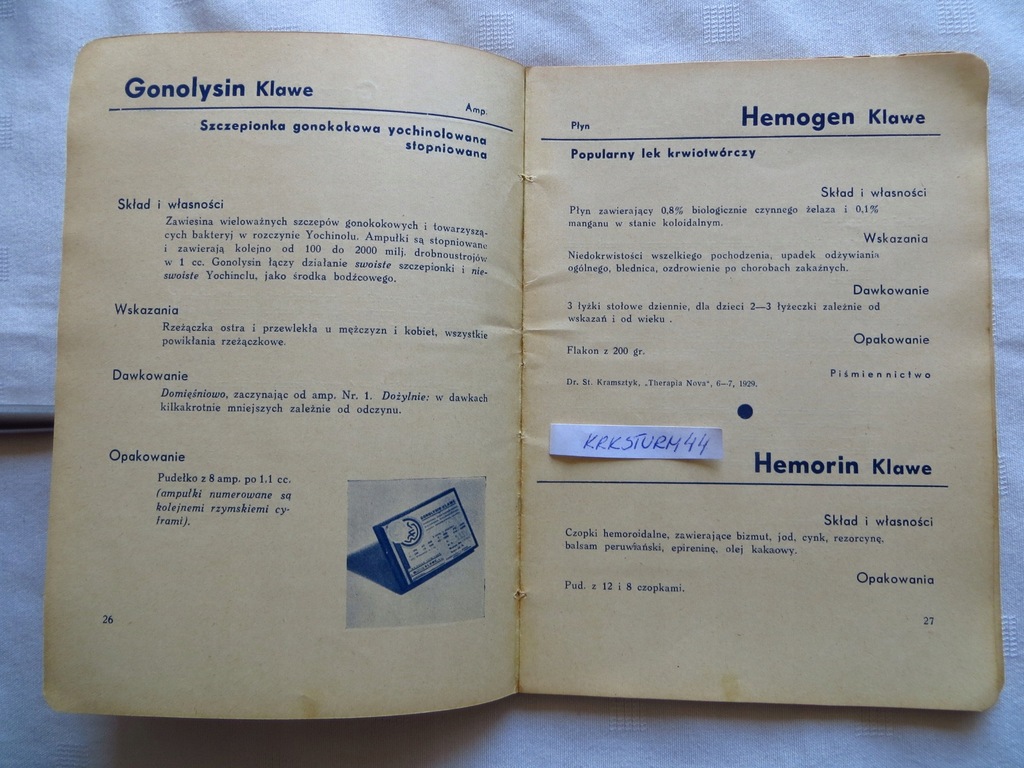 Gonolysin Klawe
Amp.
Szczepionka gonokokowa yochinolowana
stopniowana
Skład i własności
Zawiesina wieloważnych szczepów gonokokowych i towarzyszą-
cych bakteryj w rozczynie Yochinolu. Ampułki są stopniowane
i zawierają kolejno od 100 do 2000 milj. drobnoustrojów
w 1 cc. Gonolysin łączy działanie swoiste szczepionki i nie-
swoiste Yochinolu, jako środka bodźcowego.
Wskazania
Rzeżączka ostra i przewlekła u mężczyzn i kobiet, wszystkie
powikłania rzeżączkowe.
Dawkowanie
Domięśniowo, zaczynając od amp. Nr. 1. Dożylnie: w dawkach
kilkakrotnie mniejszych zależnie od odczynu.
Opakowanie
Pudełko z 8 amp. po 1.1 cc.
(ampułki numerowane są
kolejnemi rzymskiemi cy-
frami).
26
Płyn
Hemogen Klawe
Popularny lek krwiotwórczy
Skład i własności
Płyn zawierający 0,8% biologicznie czynnego żelaza i 0,1%
manganu w stanie koloidalnym.
Wskazania
Niedokrwistości wszelkiego pochodzenia, upadek odżywiania
ogólnego, blednica, ozdrowienie po chorobach zakaźnych.
Dawkowanie
3 łyżki stołowe dziennie, dla dzieci 2—3 łyżeczki zależnie od
wskazań i od wieku .
Opakowanie
Flakon z 200 gr.
Piśmiennictwo
Dr. St. Kramsztyk, „Therapia Nova", 6—7, 1929.
KRKSTURM44
Hemorin Klawe
Skład i własności
Czopki hemoroidalne, zawierające bizmut, jod, cynk, rezorcynę,
balsam peruwiański, epireninę, olej kakaowy.
Opakowania
Pud. z 12 i 8 czopkami.
27